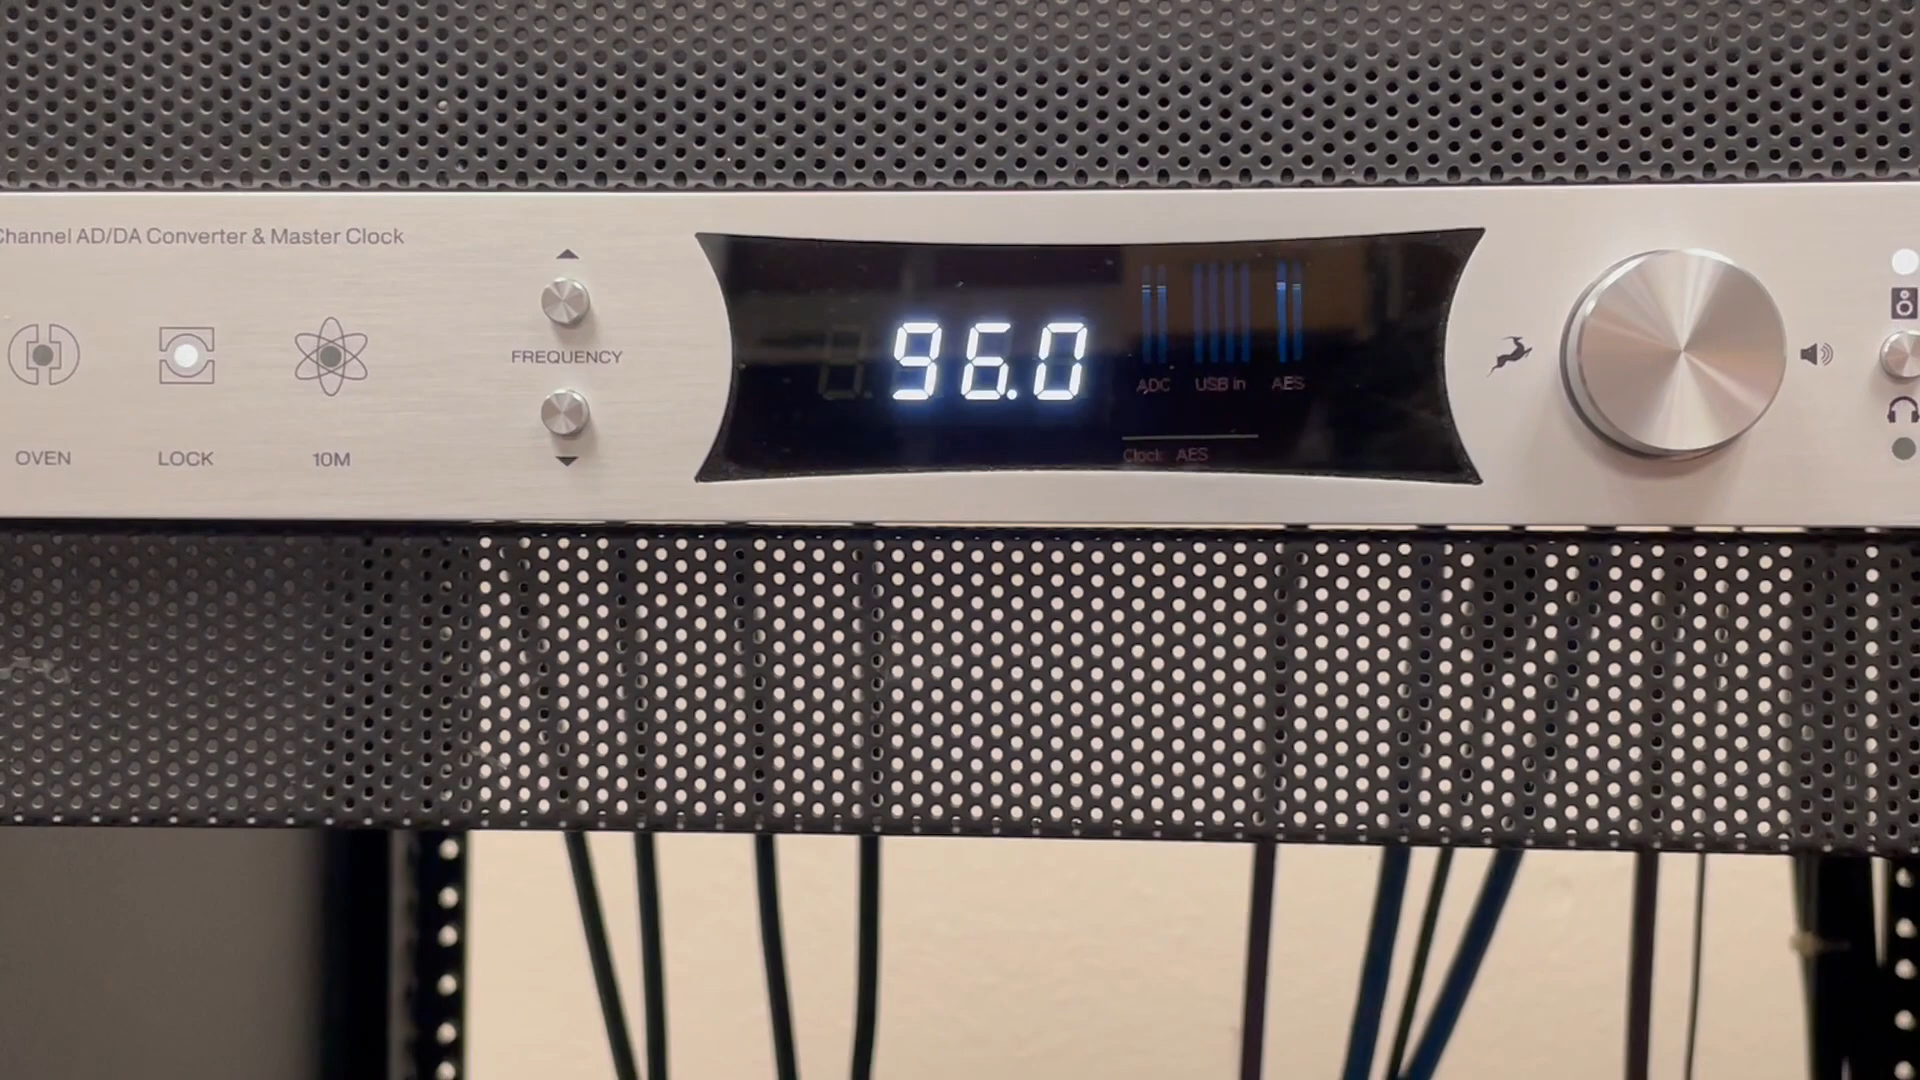 Channel AD/DA Converter & Master Clock
OVEN
LOCK
10M
FREQUENCY
96.0
ADC USB in AES
Clock: AES